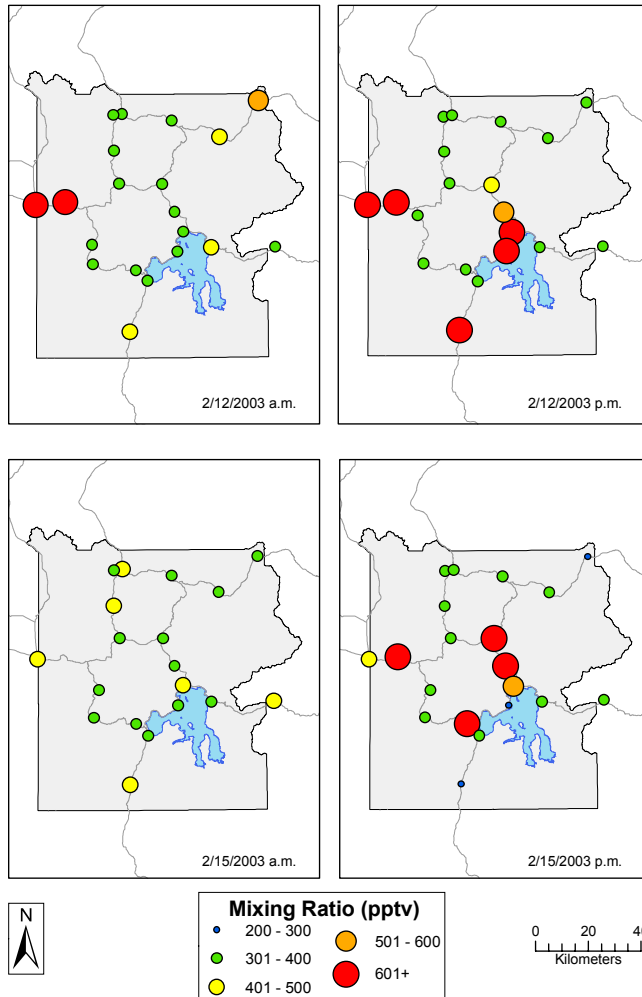 2/12/2003 a.m.
2/12/2003 p.m.
2/15/2003 a.m.
2/15/2003 p.m.
N
Mixing Ratio (pptv)
200 - 300
301 - 400
401 - 500
501 - 600
601+
0 20
Kilometers